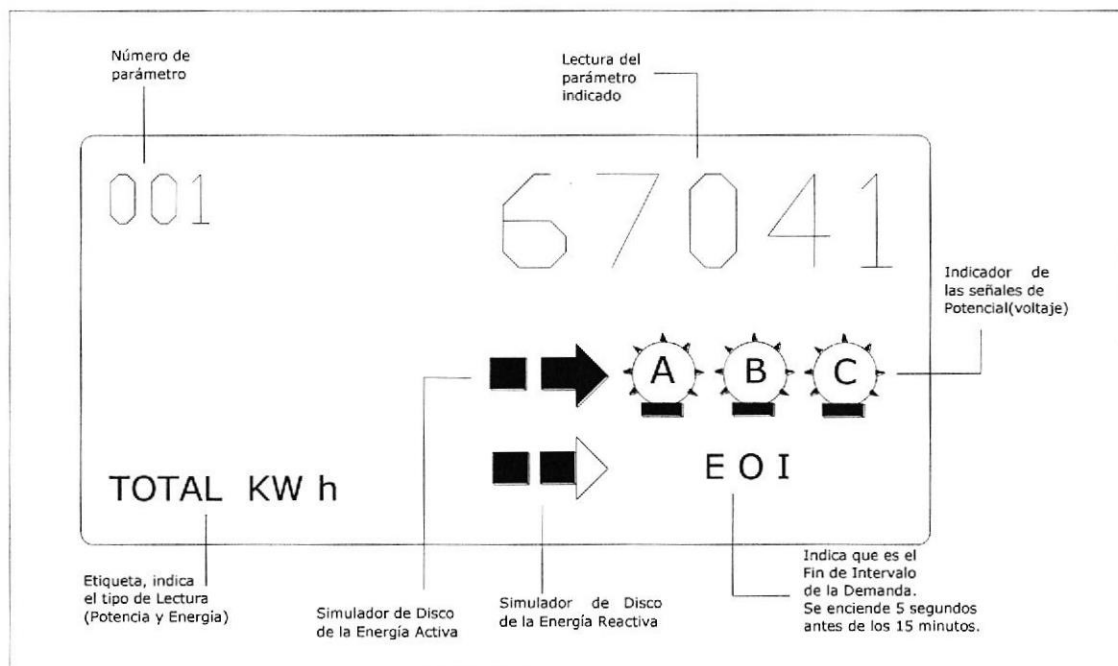 Número de
parámetro
Lectura del
parámetro
indicado
001
67041
Indicador de
las señales de
Potencial(voltaje)
A B C
E O I
TOTAL KW h
Etiqueta, indica
el tipo de Lectura
(Potencia y Energía)
Simulador de Disco
de la Energía Activa
Simulador de Disco
de la Energía Reactiva
Indica que es el
Fin de Intervalo
de la Demanda.
Se enciende 5 segundos
antes de los 15 minutos.